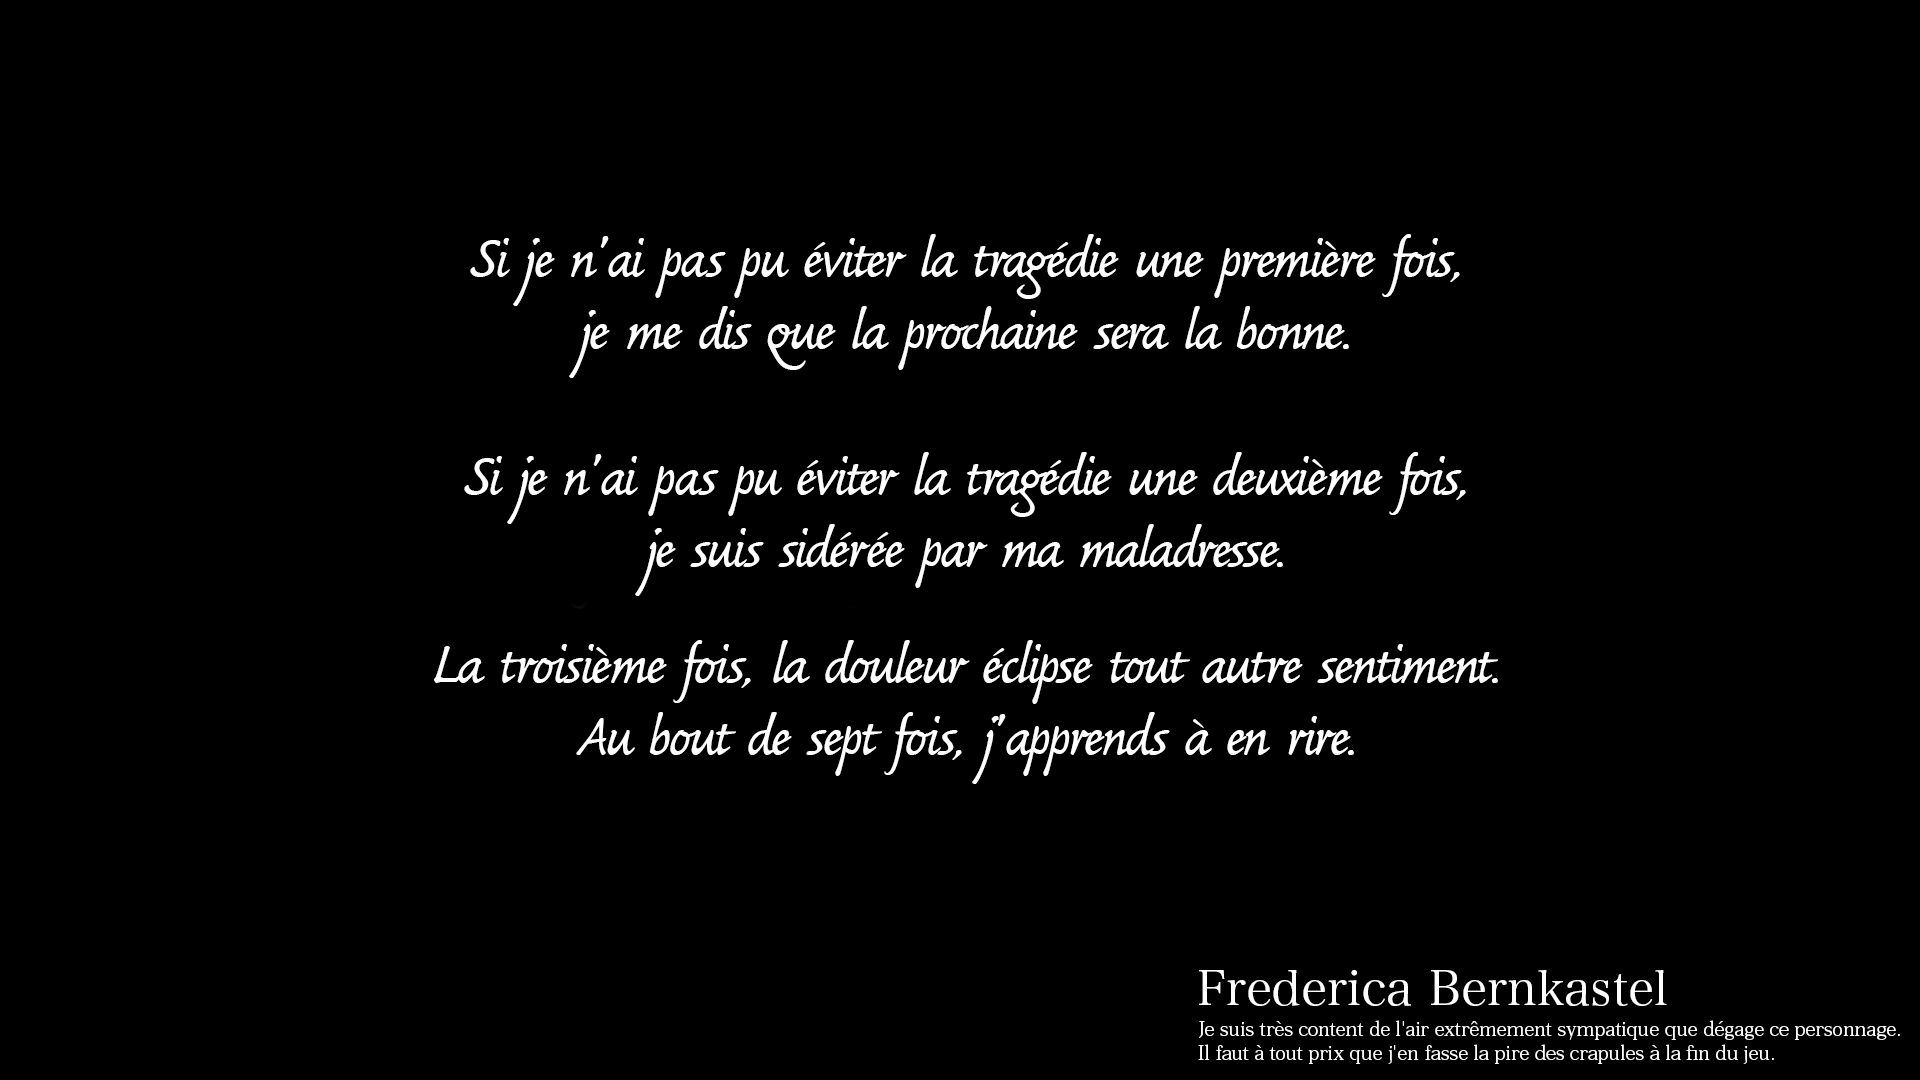 Si je n'ai pas pu éviter la tragédie une première fois,
je me dis que la prochaine sera la bonne.
Si je n'ai pas pu éviter la tragédie une deuxième fois,
je suis sidérée par ma maladresse.
La troisième fois, la douleur éclipse tout autre sentiment.
Au bout de sept fois, j'apprends à en rire.
Frederica Bernkastel
Je suis très content de l'air extrêmement sympatique que dégage ce personnage.
Il faut à tout prix que j'en fasse la pire des crapules à la fin du jeu.